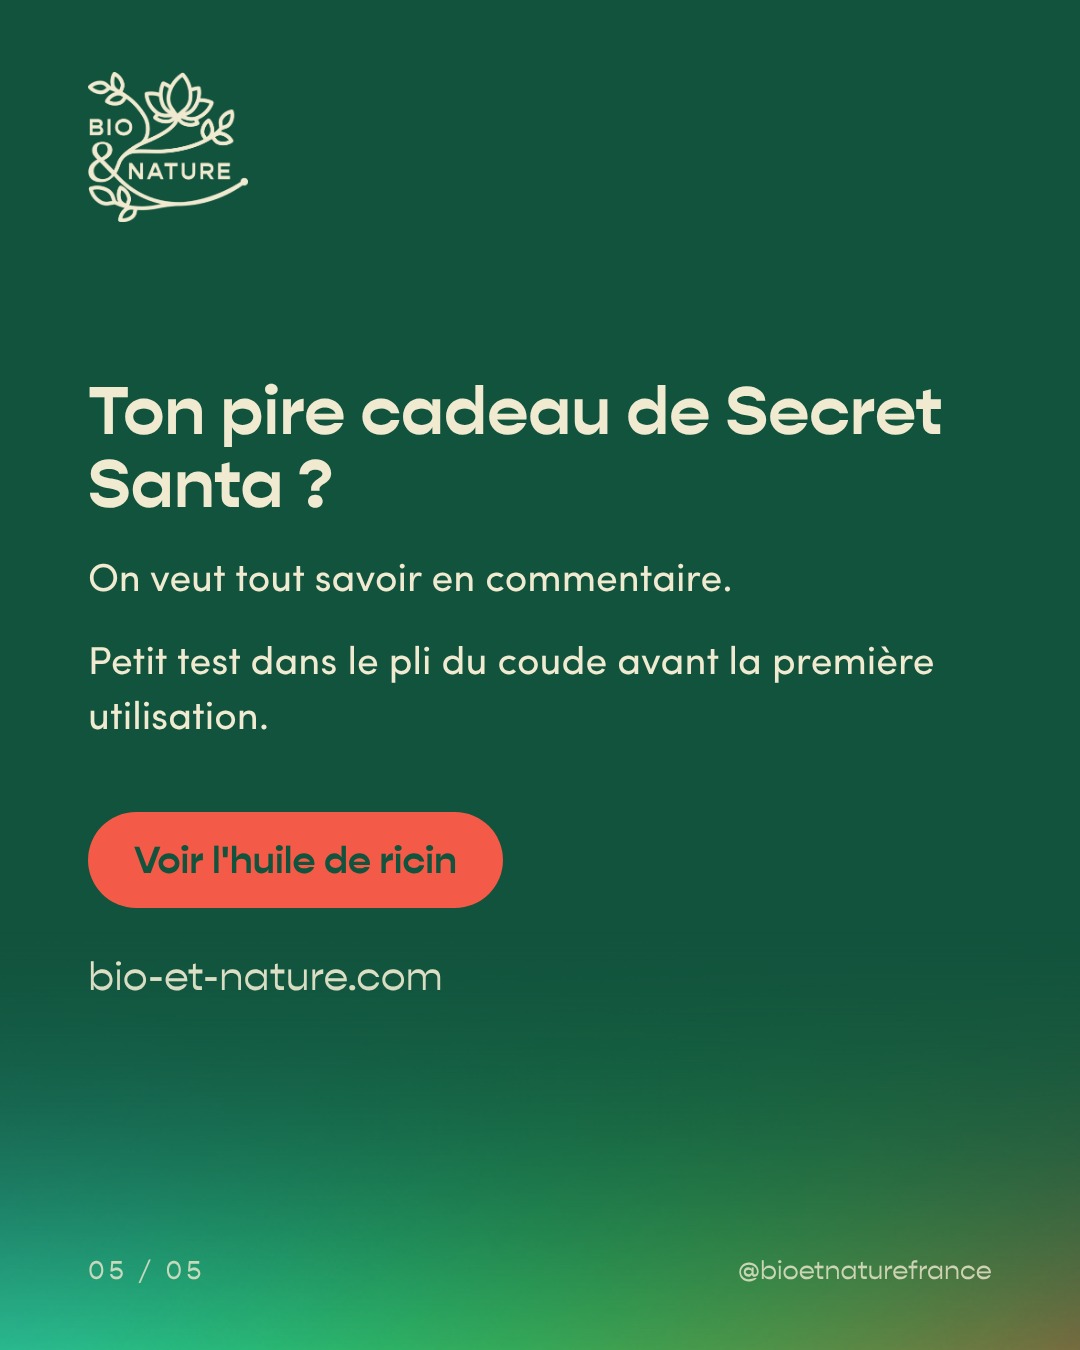 BIO
& NATURE
Ton pire cadeau de Secret
Santa ?
On veut tout savoir en commentaire.
Petit test dans le pli du coude avant la première
utilisation.
Voir l'huile de ricin
bio-et-nature.com
05 / 05
@bioetnaturefrance